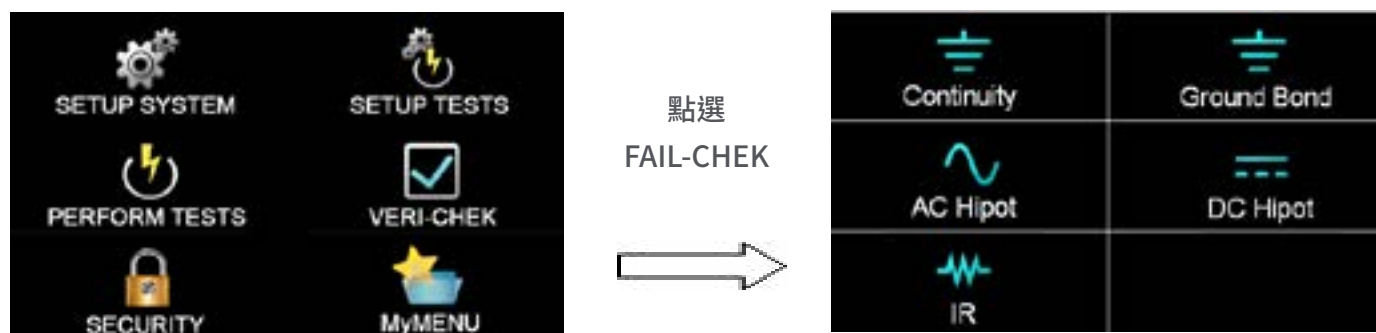 SETUP SYSTEM
SETUP TESTS
PERFORM TESTS
VERI-CHEK
SECURITY
MyMENU
點選
FAIL-CHEK
Continuity
Ground Bond
AC Hipot
DC Hipot
IR